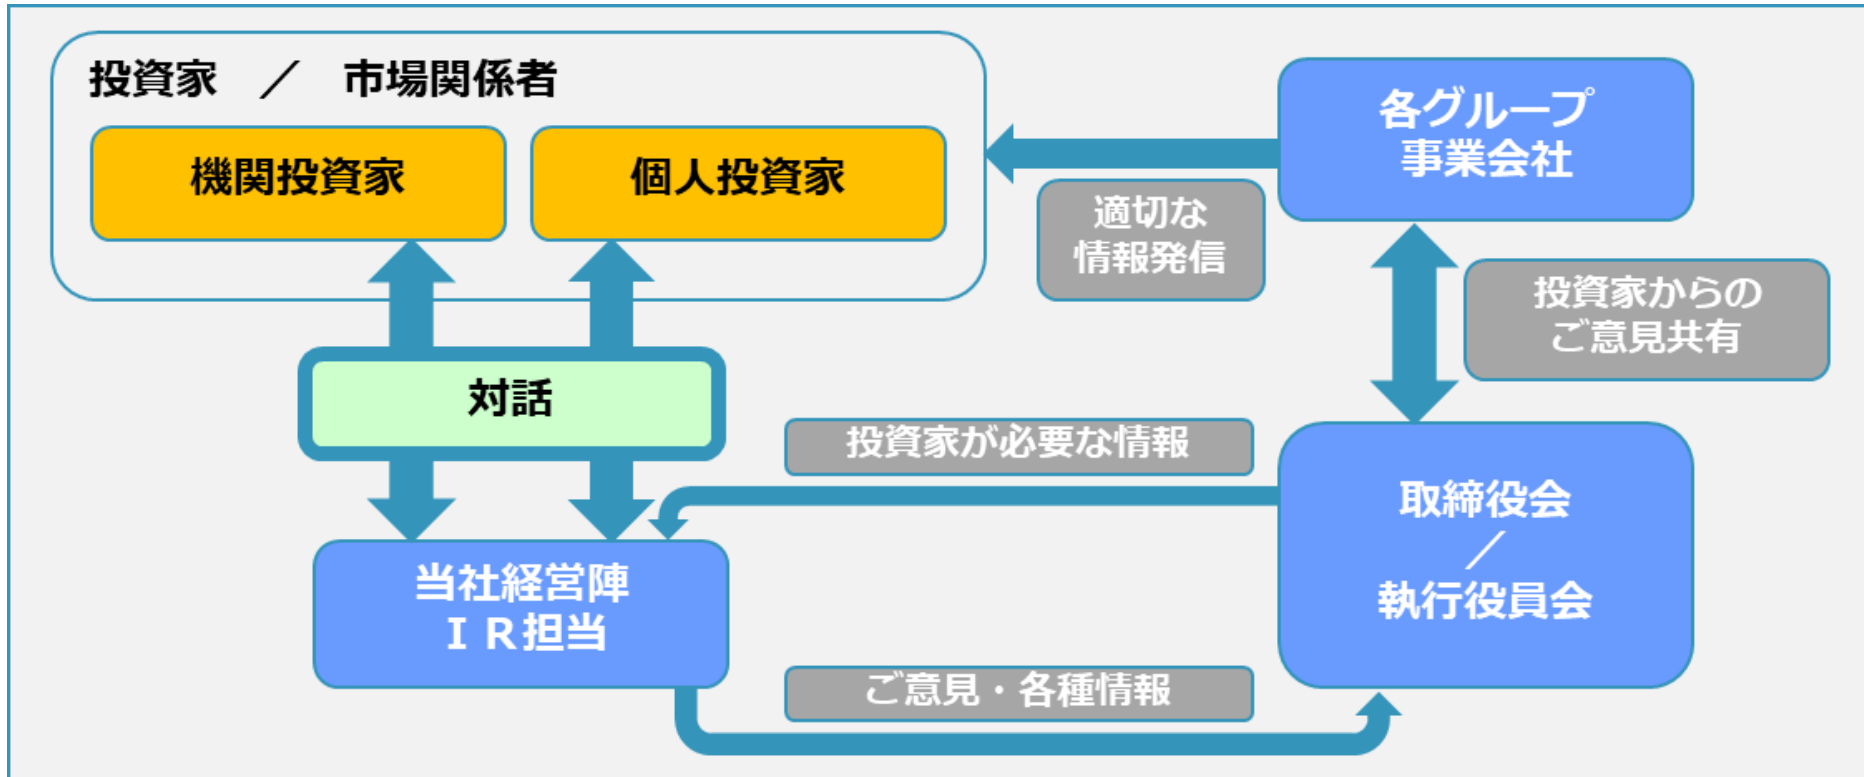 投資家　／　市場関係者
機関投資家
個人投資家
各グループ
事業会社
適切な
情報発信
投資家からの
ご意見共有
対話
投資家が必要な情報
取締役会
／
執行役員会
当社経営陣
ＩＲ担当
ご意見・各種情報